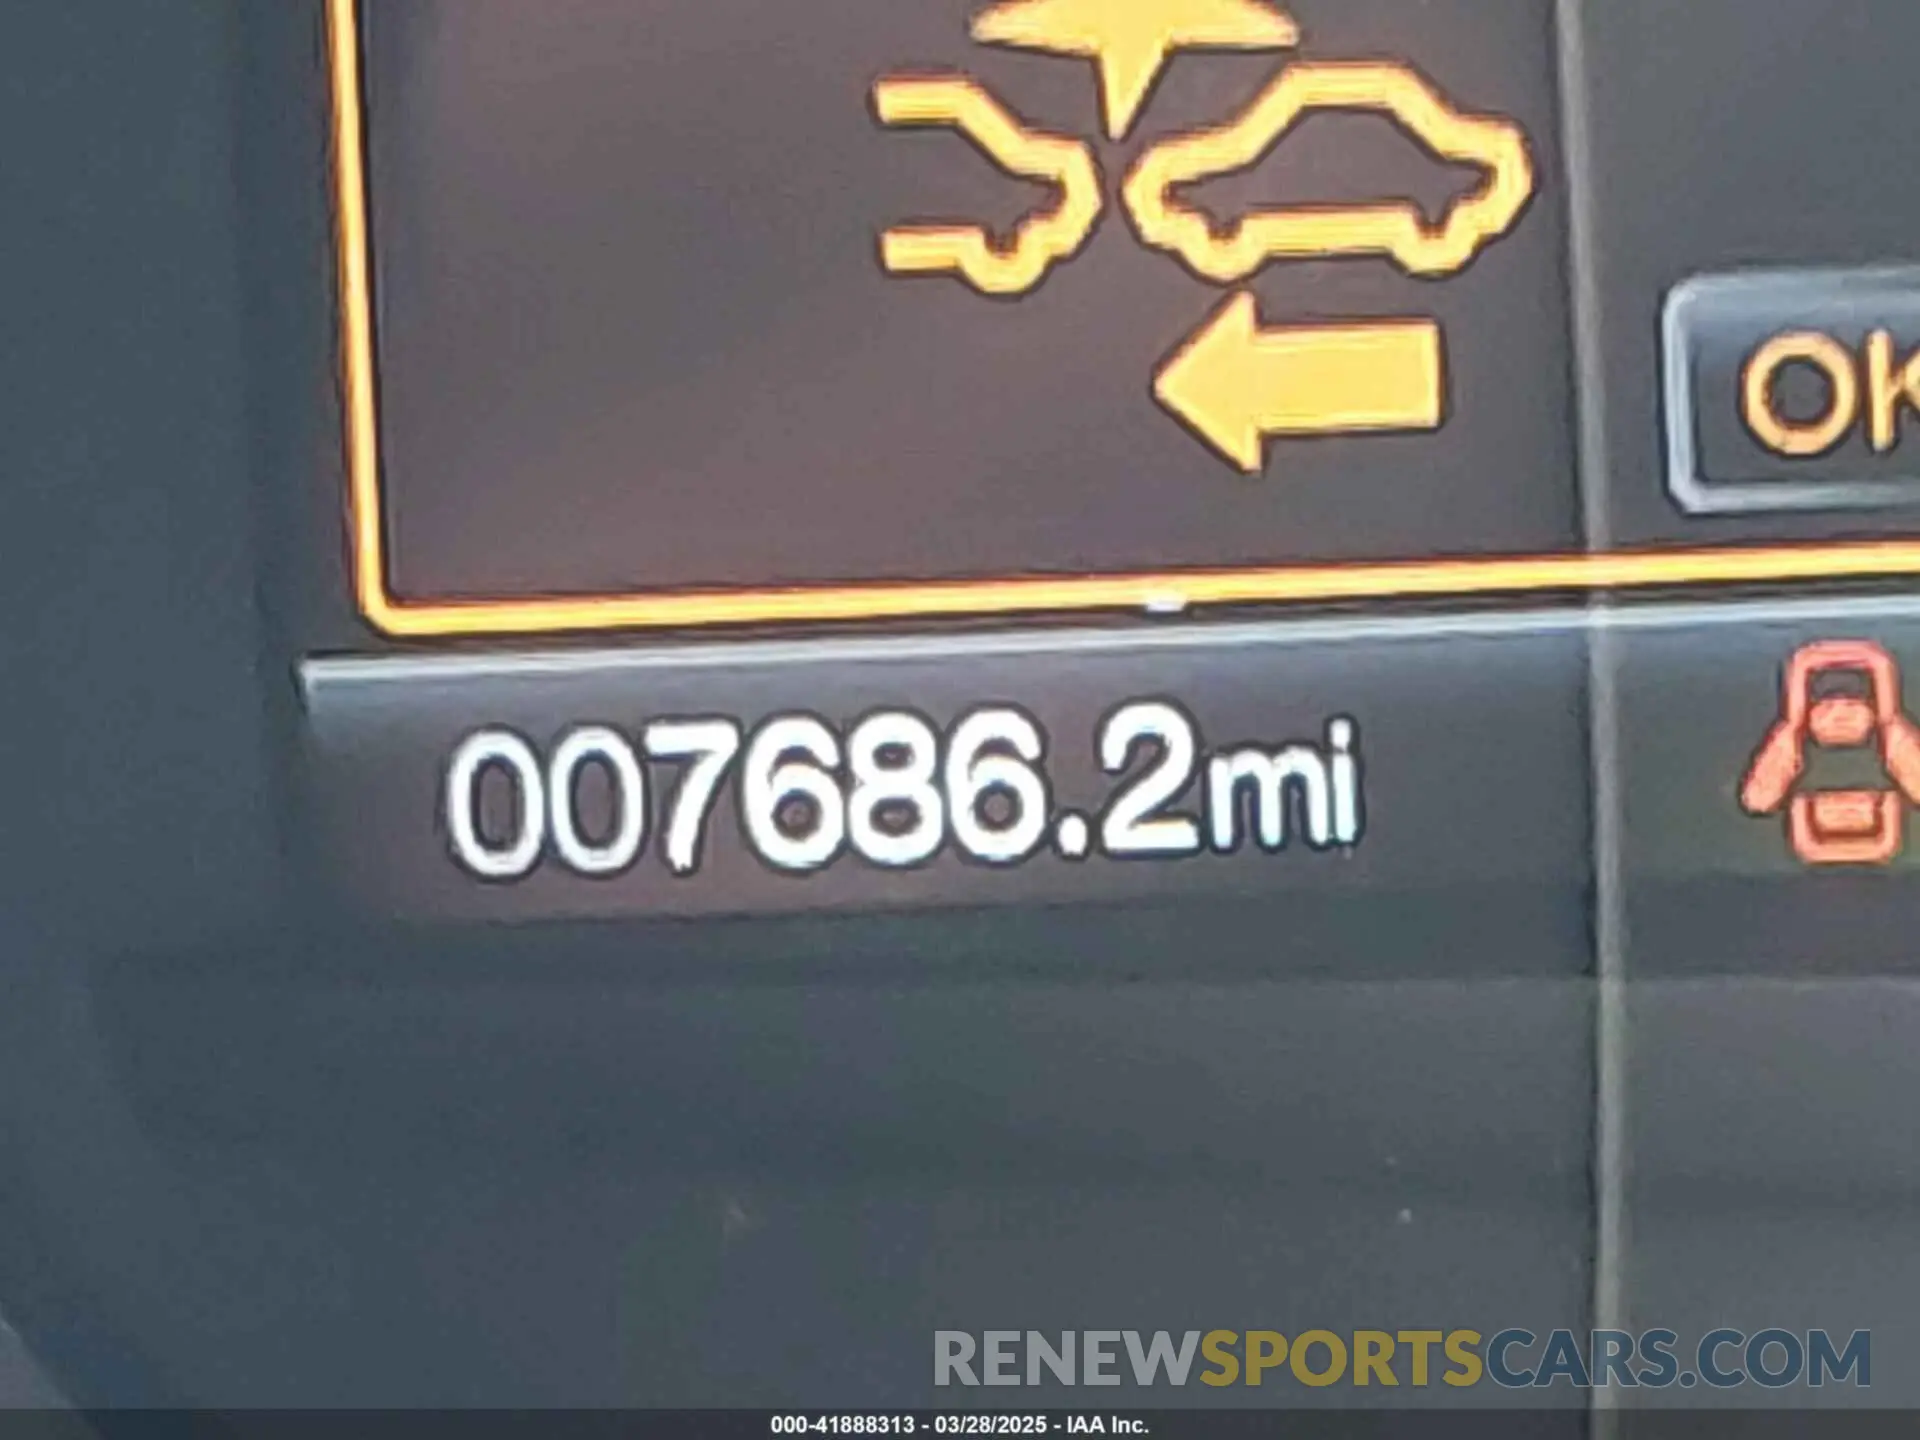 OK
007686.2mi
RENEWSPORTSCARS.COM
000-41888313 - 03/28/2025 - IAA Inc.